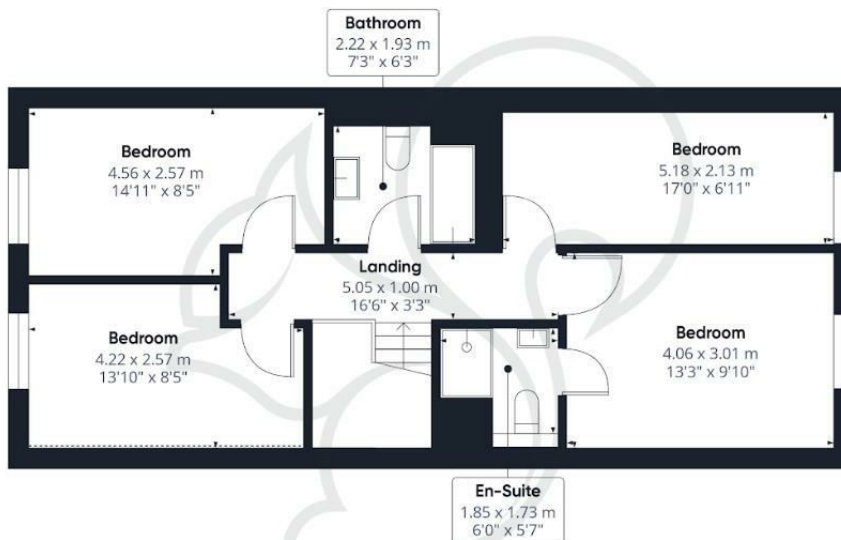 Bathroom
2.22 x 1.93 m
7'3" x 6'3"
Bedroom
4.56 x 2.57 m
14'11" x 8'5"
Bedroom
5.18 x 2.13 m
17'0" x 6'11"
Landing
5.05 x 1.00 m
16'6" x 3'3"
Bedroom
4.22 x 2.57 m
13'10" x 8'5"
Bedroom
4.06 x 3.01 m
13'3" x 9'10"
En-Suite
1.85 x 1.73 m
6'0" x 5'7"